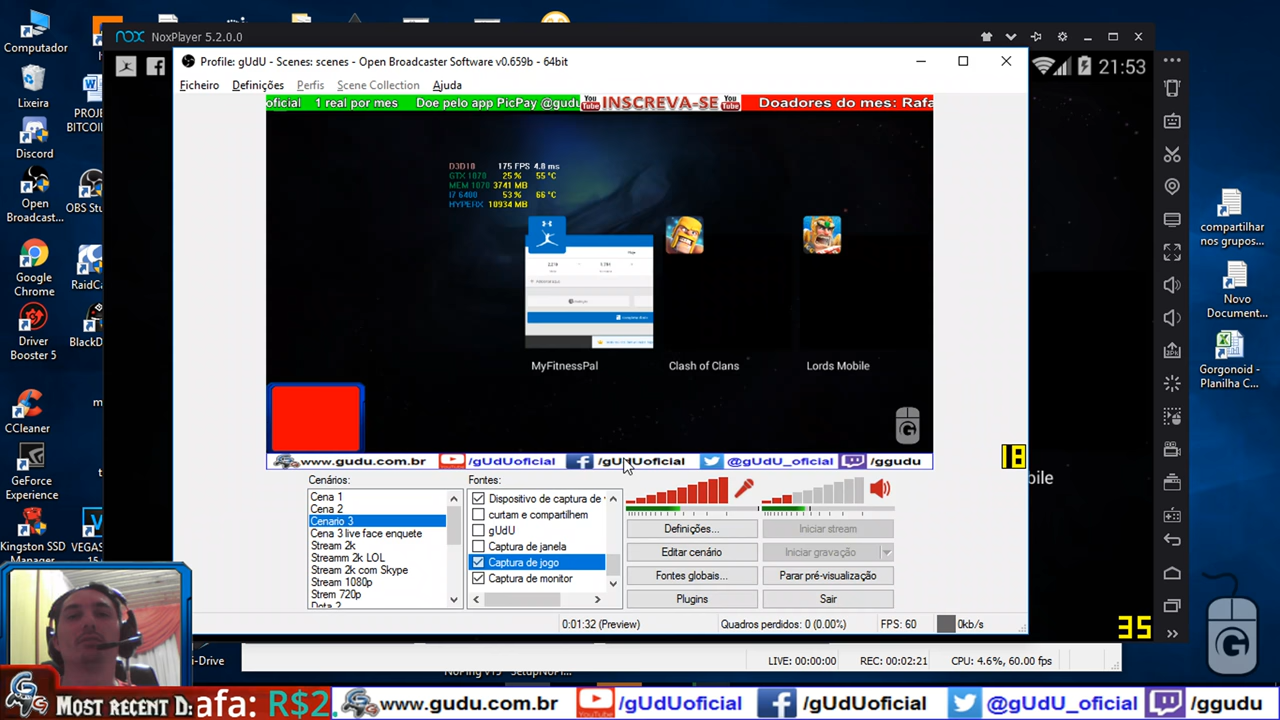 NOX NoxPlayer 5.2.0.0
Computador
Lixeira
PROJE
BITCOIN
Discord
Open
Broadcast...
OBS Stu
Google
Chrome
RaidCa
Driver
Booster 5
BlackD
CCleaner
GeForce
Experience
Kingston SSD
Manager
VEGAS
21:53
Profile: gUdU - Scenes: scenes - Open Broadcaster Software v0.659b - 64bit
Ficheiro Definições Perfis Scene Collection Ajuda
oficial 1 real por mes Doe pelo app PicPay @gudu You Tube INSCREVA-SE You Tube Doadores do mes: Rafa
D3D10 175 FPS 4.8 ms
GTX 1070 25 % 55 °C
MEM 1070 3741 MB
I7 6400 53 % 66 °C
HYPERX 10934 MB
MyFitnessPal
Clash of Clans
Lords Mobile
www.gudu.com.br /gUdUoficial /gUdUoficial @gUdU_oficial /ggudu
18
bile
Cenários:
Cena 1
Cena 2
Cenario 3
Cena 3 live face enquete
Stream 2k
Streamm 2k LOL
Stream 2k com Skype
Stream 1080p
Strem 720p
Dota 2
Fontes:
Dispositivo de captura de
curtam e compartilhem
gUdU
Captura de janela
Captura de jogo
Captura de monitor
Definições...
Iniciar stream
Editar cenário
Iniciar gravação
Fontes globais...
Parar pré-visualização
Plugins
Sair
0:01:32 (Preview) Quadros perdidos: 0 (0.00%) FPS: 60 0kb/s
compartilhar
nos grupos...
Novo
Document...
Gorgonoid -
Planilha C...
35
i-Drive
LIVE: 00:00:00 REC: 00:02:21 CPU: 4.6%, 60.00 fps
Most recent D: afa: R$2. www.gudu.com.br YouTube /gUdUoficial /gUdUoficial @gUdU_oficial /ggudu